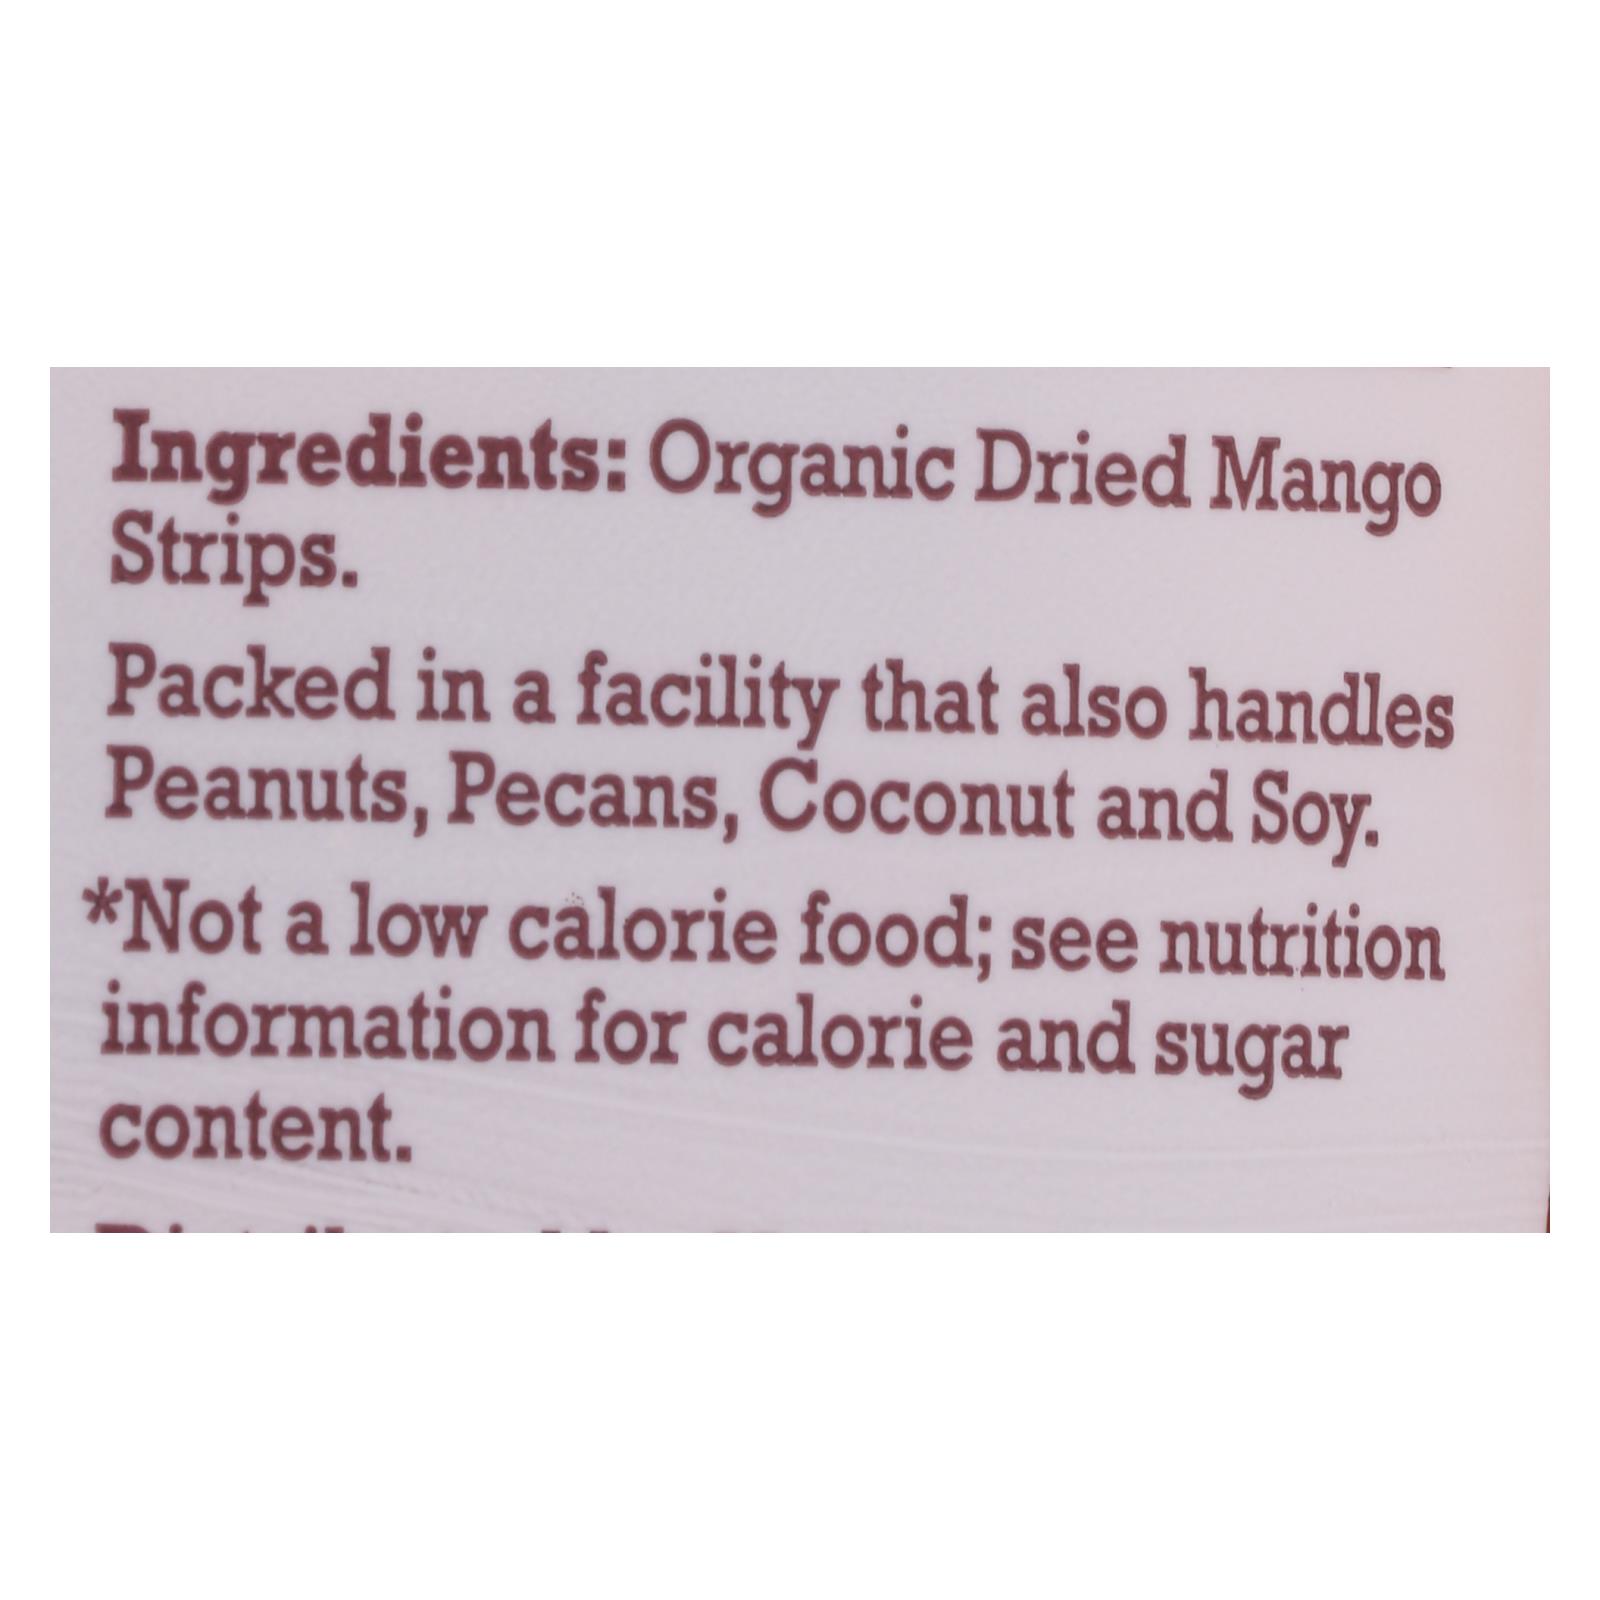 Ingredients: Organic Dried Mango
Strips.
Packed in a facility that also handles
Peanuts, Pecans, Coconut and Soy.
*Not a low calorie food; see nutrition
information for calorie and sugar
content.